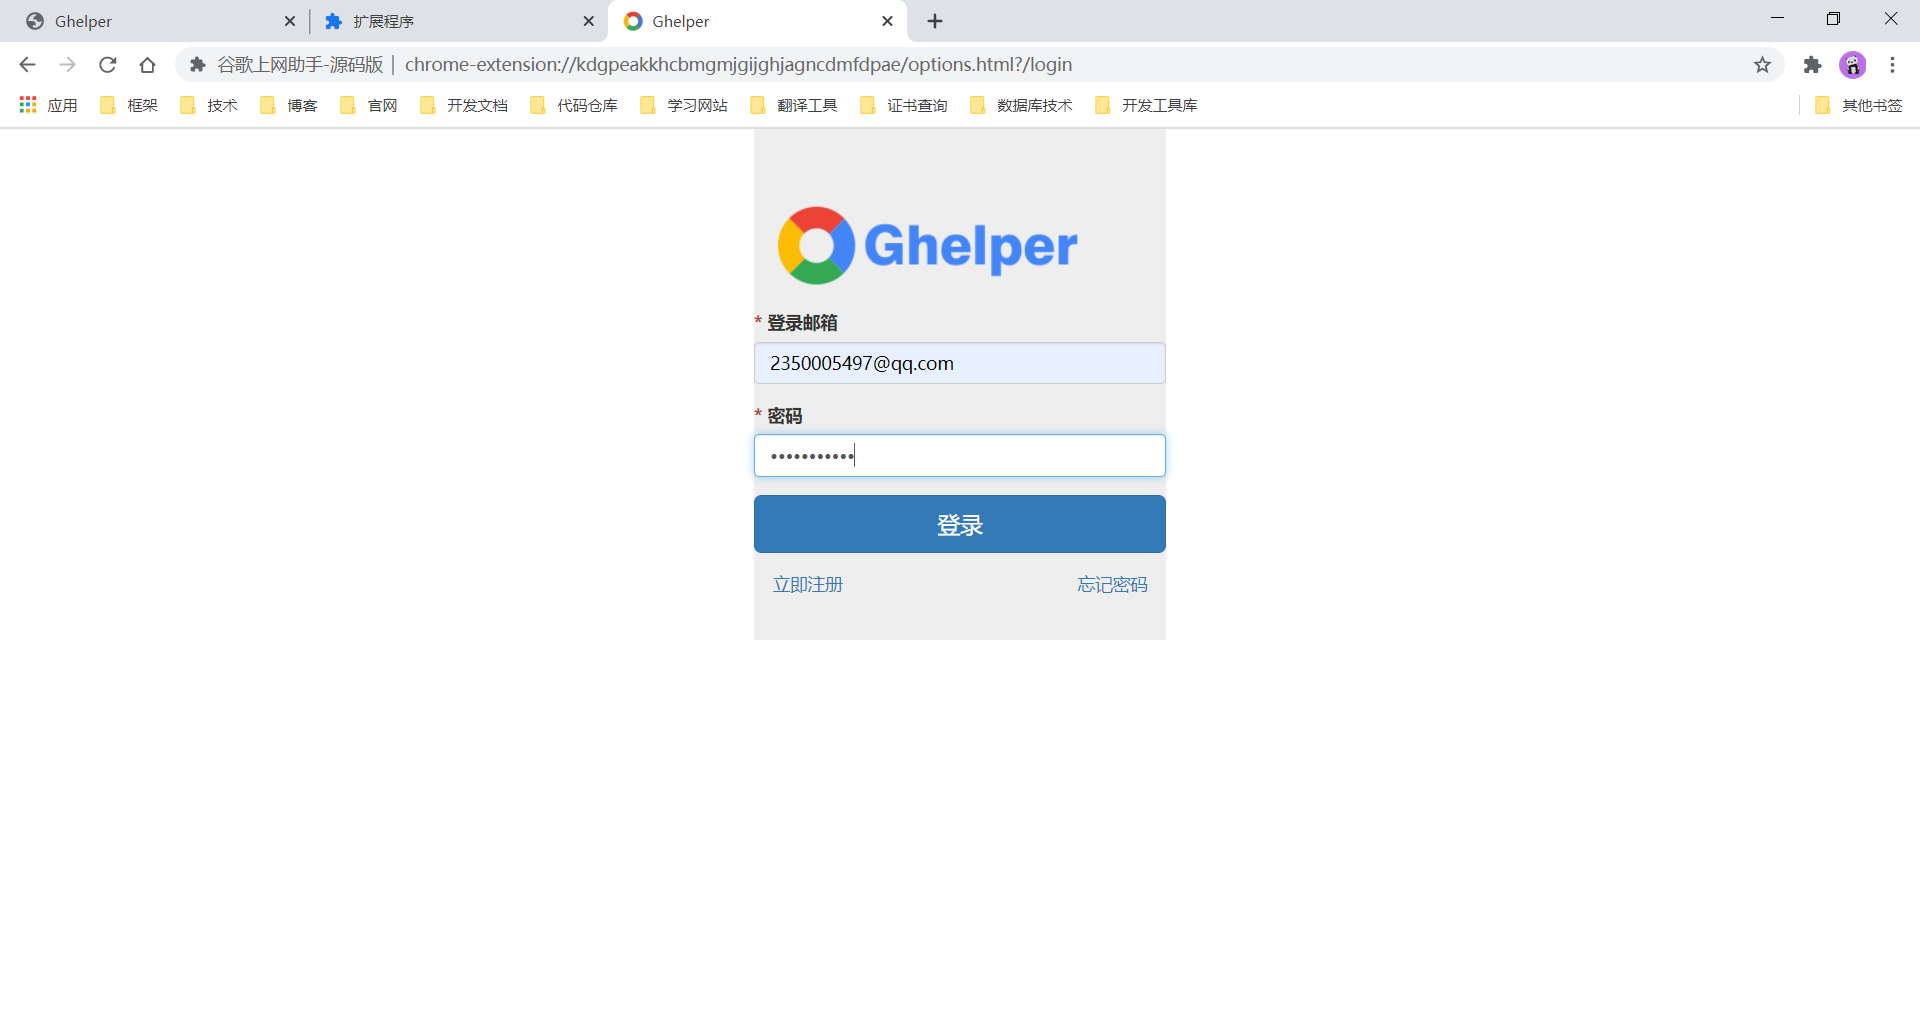 Ghelper
扩展程序
Ghelper
谷歌上网助手-源码版 | chrome-extension://kdgpeakkhcbmgmjgijghjagncdmfdpae/options.html?/login
应用 框架 技术 博客 官网 开发文档 代码仓库 学习网站 翻译工具 证书查询 数据库技术 开发工具库 其他书签
Ghelper
* 登录邮箱
2350005497@qq.com
* 密码
•••••••••••
登录
立即注册 忘记密码